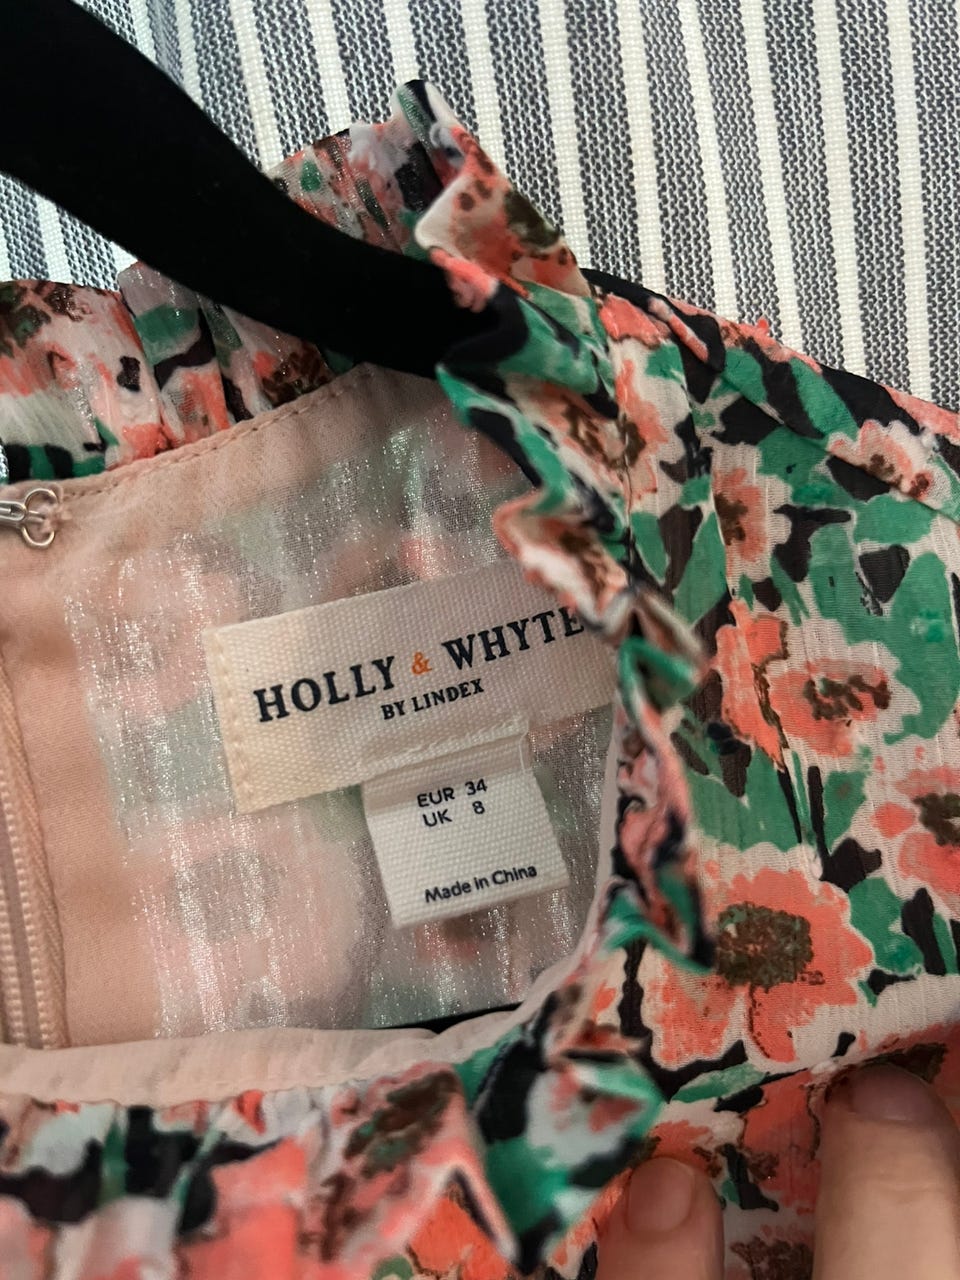 HOLLY & WHYTE
BY LINDEX
EUR 34
UK 8
Made in China